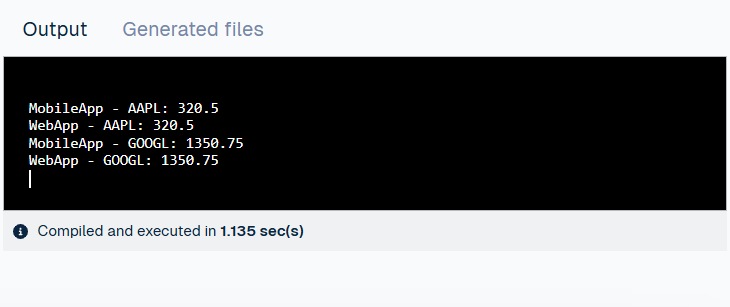 Output
Generated files
MobileApp - AAPL: 320.5
WebApp - AAPL: 320.5
MobileApp - GOOGL: 1350.75
WebApp - GOOGL: 1350.75
Compiled and executed in 1.135 sec(s)